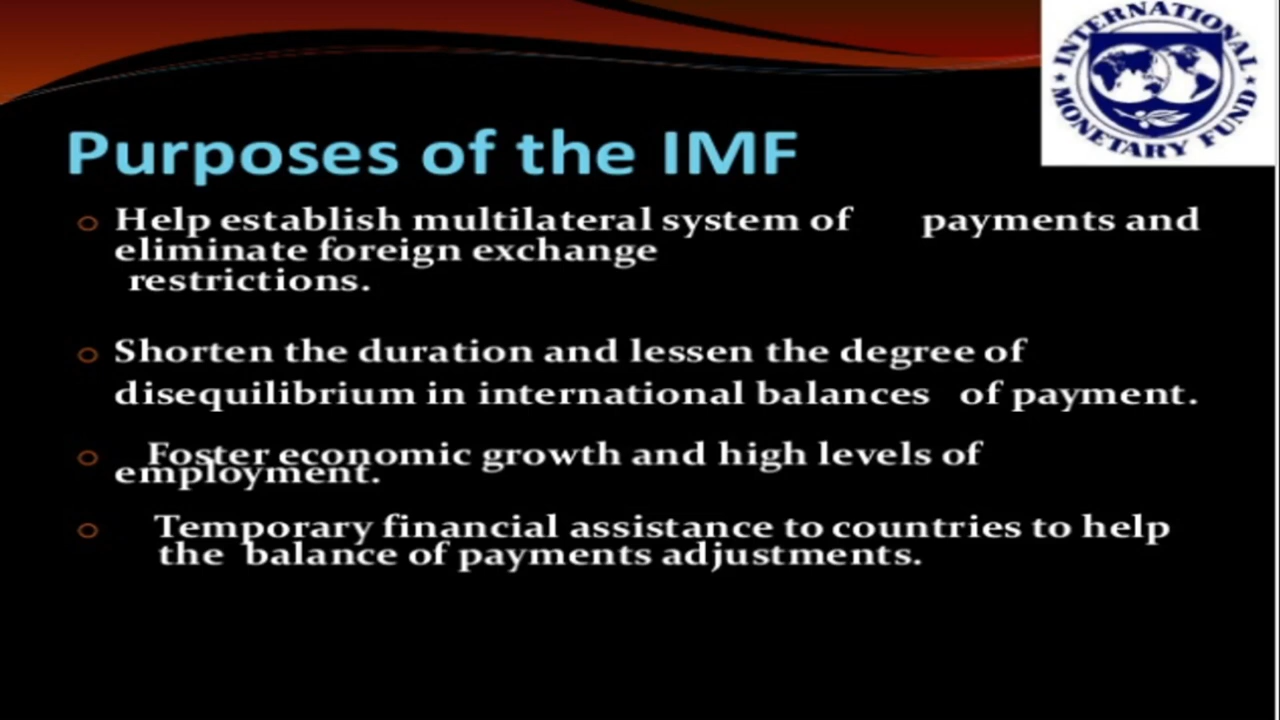 INTERNATIONAL MONETARY FUND
Purposes of the IMF
Help establish multilateral system of payments and
eliminate foreign exchange
restrictions.
Shorten the duration and lessen the degree of
disequilibrium in international balances of payment.
Foster economic growth and high levels of
employment.
Temporary financial assistance to countries to help
the balance of payments adjustments.